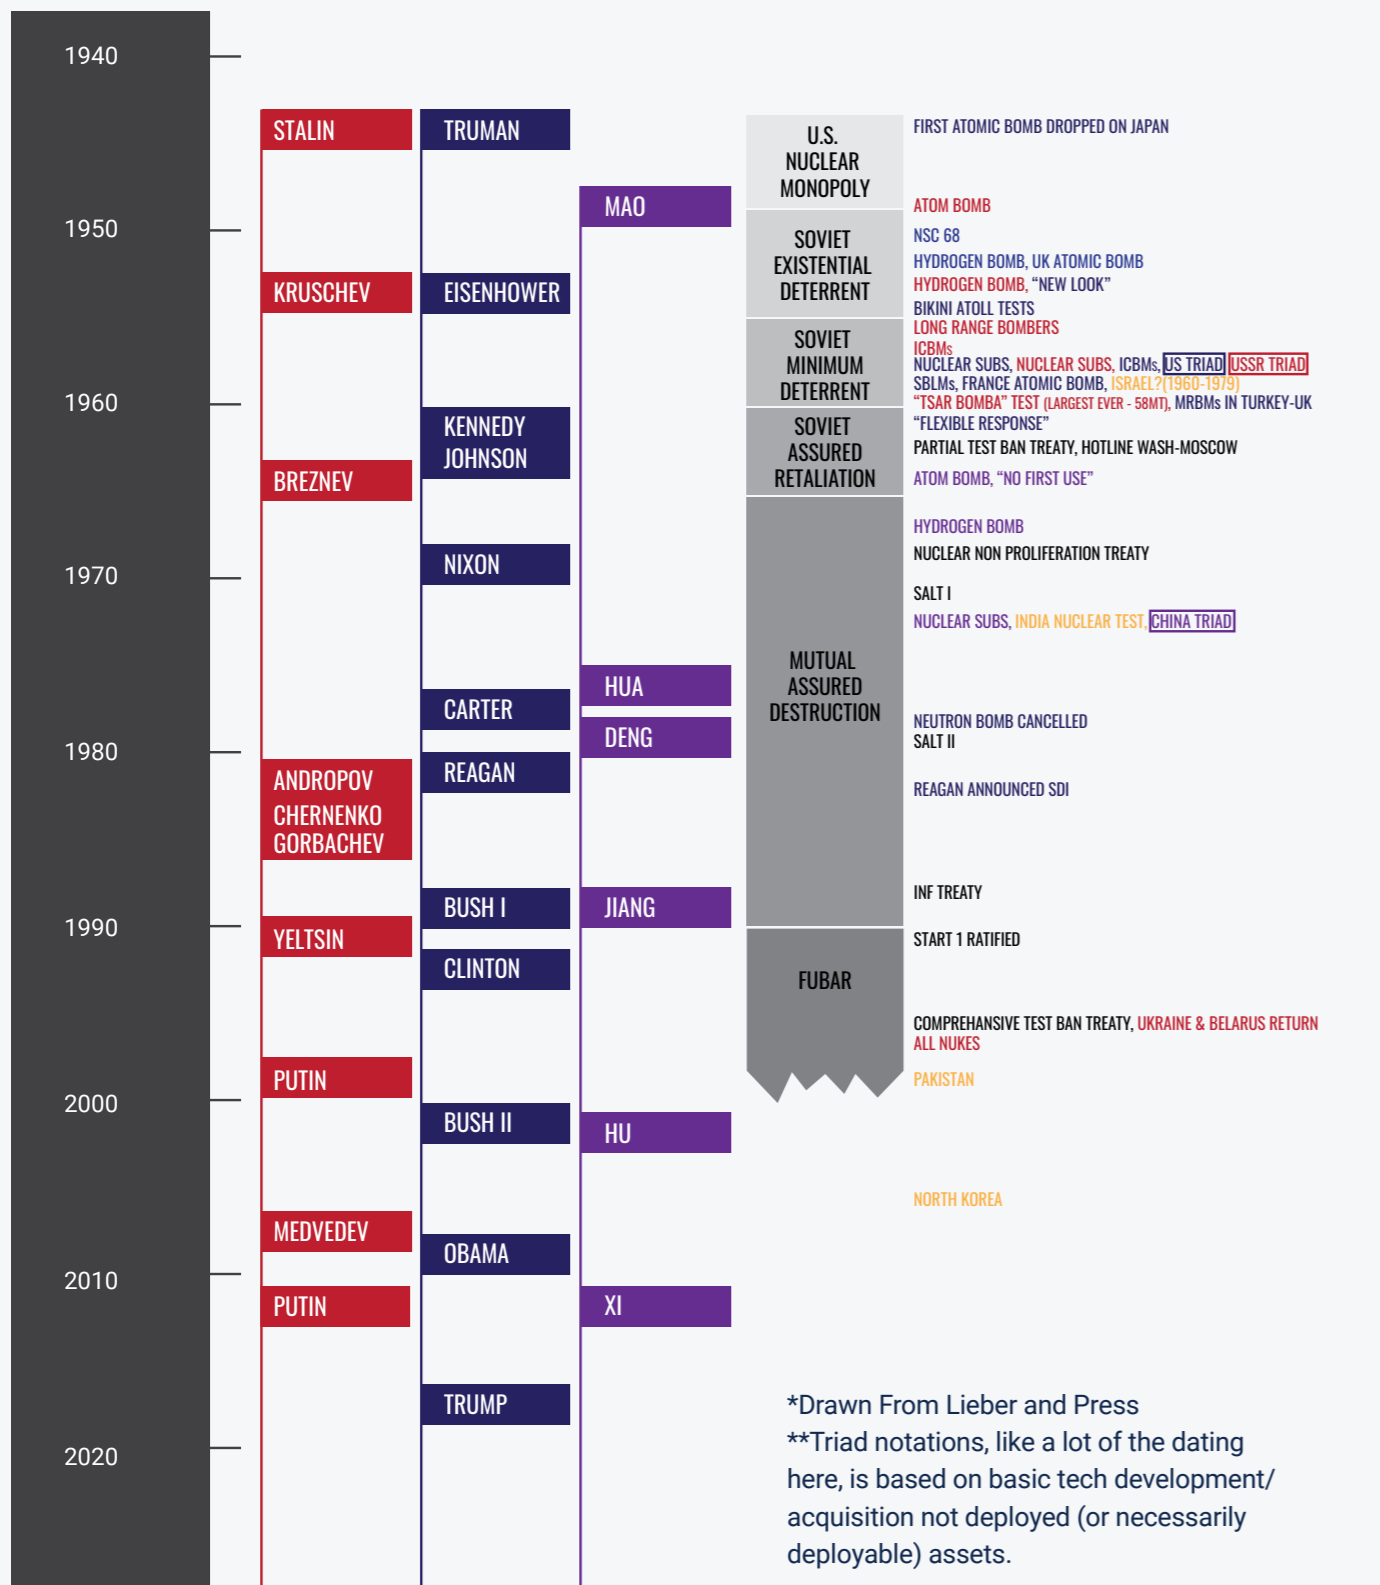 1940
1950
1960
1970
1980
1990
2000
2010
2020
STALIN
KRUSCHEV
BREZNEV
ANDROPOV
CHERNENKO
GORBACHEV
YELTSIN
PUTIN
MEDVEDEV
PUTIN
TRUMAN
EISENHOWER
KENNEDY
JOHNSON
NIXON
CARTER
REAGAN
BUSH I
CLINTON
BUSH II
OBAMA
TRUMP
MAO
HUA
DENG
JIANG
HU
XI
U.S.
NUCLEAR
MONOPOLY
SOVIET
EXISTENTIAL
DETERRENT
SOVIET
MINIMUM
DETERRENT
SOVIET
ASSURED
RETALIATION
MUTUAL
ASSURED
DESTRUCTION
FUBAR
FIRST ATOMIC BOMB DROPPED ON JAPAN
ATOM BOMB
NSC 68
HYDROGEN BOMB, UK ATOMIC BOMB
HYDROGEN BOMB, “NEW LOOK”
BIKINI ATOLL TESTS
LONG RANGE BOMBERS
ICBMs
NUCLEAR SUBS, NUCLEAR SUBS, ICBMs, US TRIAD USSR TRIAD
SBLMs, FRANCE ATOMIC BOMB, ISRAEL?(1960-1979)
“TSAR BOMBA” TEST (LARGEST EVER - 58MT), MRBMs IN TURKEY-UK
“FLEXIBLE RESPONSE”
PARTIAL TEST BAN TREATY, HOTLINE WASH-MOSCOW
ATOM BOMB, “NO FIRST USE”
HYDROGEN BOMB
NUCLEAR NON PROLIFERATION TREATY
SALT I
NUCLEAR SUBS, INDIA NUCLEAR TEST, CHINA TRIAD
NEUTRON BOMB CANCELLED
SALT II
REAGAN ANNOUNCED SDI
INF TREATY
START 1 RATIFIED
COMPREHANSIVE TEST BAN TREATY, UKRAINE & BELARUS RETURN
ALL NUKES
PAKISTAN
NORTH KOREA
*Drawn From Lieber and Press
**Triad notations, like a lot of the dating
here, is based on basic tech development/
acquisition not deployed (or necessarily
deployable) assets.